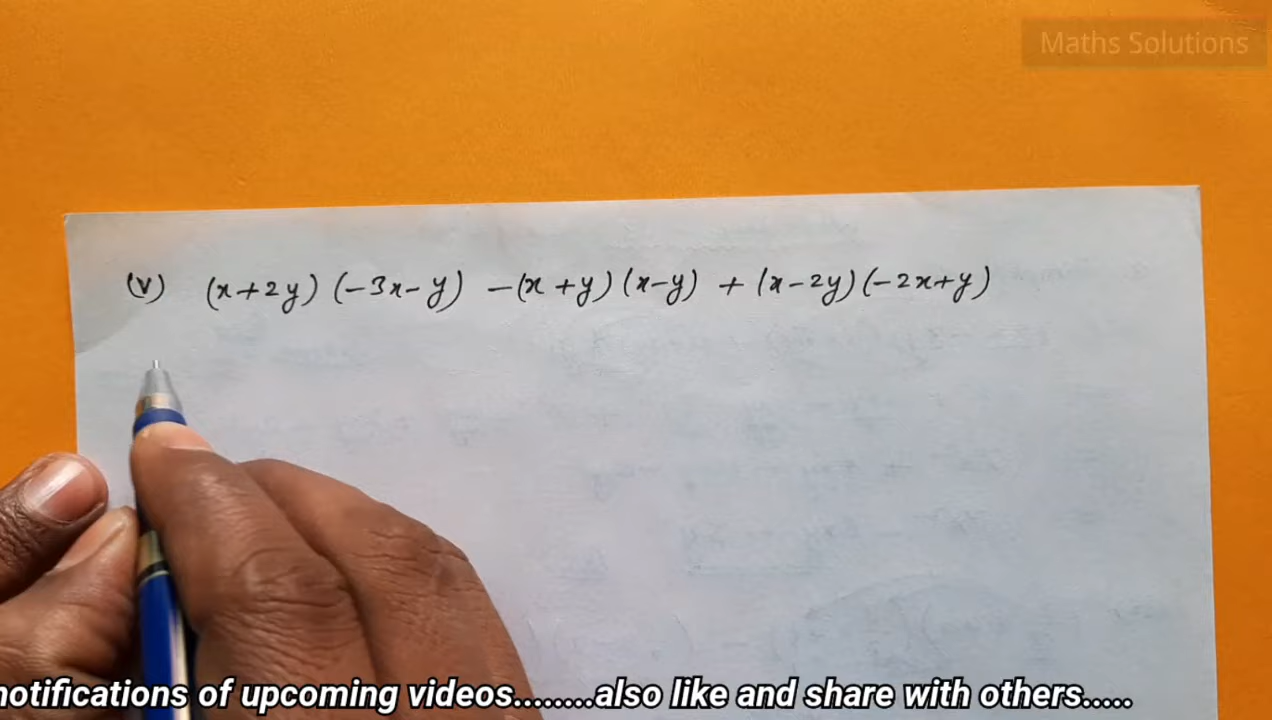 Maths Solutions
(v) (x+2y) (-3x-y) -(x+y) (x-y) + (x-2y) (-2x+y)
notifications of upcoming videos........also like and share with others.....